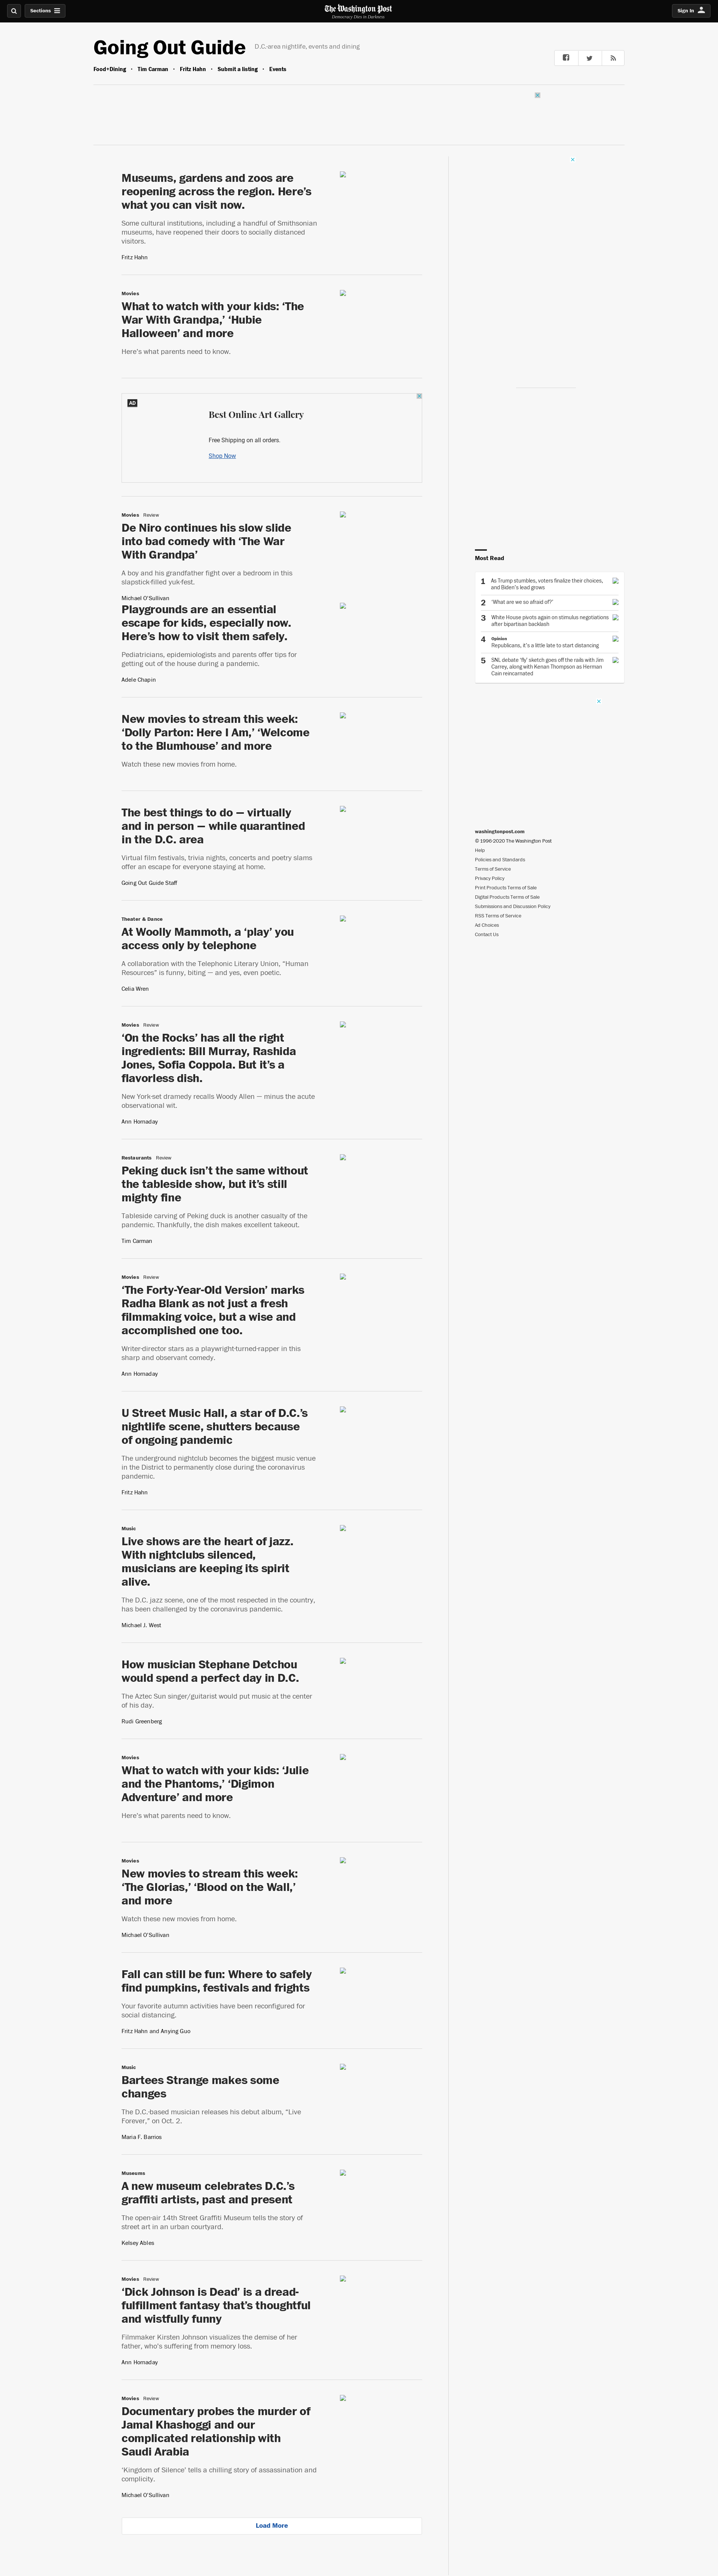 Sections
The Washington Post
Democracy Dies in Darkness
Sign In
Going Out Guide
D.C.-area nightlife, events and dining
Food+Dining • Tim Carman • Fritz Hahn • Submit a listing • Events
Museums, gardens and zoos are
reopening across the region. Here’s
what you can visit now.
Some cultural institutions, including a handful of Smithsonian
museums, have reopened their doors to socially distanced
visitors.
Fritz Hahn
Movies
What to watch with your kids: ‘The
War With Grandpa,’ ‘Hubie
Halloween’ and more
Here’s what parents need to know.
AD
Best Online Art Gallery
Free Shipping on all orders.
Shop Now
Movies Review
De Niro continues his slow slide
into bad comedy with ‘The War
With Grandpa’
A boy and his grandfather fight over a bedroom in this
slapstick-filled yuk-fest.
Michael O'Sullivan
Playgrounds are an essential
escape for kids, especially now.
Here’s how to visit them safely.
Pediatricians, epidemiologists and parents offer tips for
getting out of the house during a pandemic.
Adele Chapin
New movies to stream this week:
‘Dolly Parton: Here I Am,’ ‘Welcome
to the Blumhouse’ and more
Watch these new movies from home.
The best things to do — virtually
and in person — while quarantined
in the D.C. area
Virtual film festivals, trivia nights, concerts and poetry slams
offer an escape for everyone staying at home.
Going Out Guide Staff
Theater & Dance
At Woolly Mammoth, a ‘play’ you
access only by telephone
A collaboration with the Telephonic Literary Union, “Human
Resources” is funny, biting — and yes, even poetic.
Celia Wren
Movies Review
‘On the Rocks’ has all the right
ingredients: Bill Murray, Rashida
Jones, Sofia Coppola. But it’s a
flavorless dish.
New York-set dramedy recalls Woody Allen — minus the acute
observational wit.
Ann Hornaday
Restaurants Review
Peking duck isn’t the same without
the tableside show, but it’s still
mighty fine
Tableside carving of Peking duck is another casualty of the
pandemic. Thankfully, the dish makes excellent takeout.
Tim Carman
Movies Review
‘The Forty-Year-Old Version’ marks
Radha Blank as not just a fresh
filmmaking voice, but a wise and
accomplished one too.
Writer-director stars as a playwright-turned-rapper in this
sharp and observant comedy.
Ann Hornaday
U Street Music Hall, a star of D.C.’s
nightlife scene, shutters because
of ongoing pandemic
The underground nightclub becomes the biggest music venue
in the District to permanently close during the coronavirus
pandemic.
Fritz Hahn
Music
Live shows are the heart of jazz.
With nightclubs silenced,
musicians are keeping its spirit
alive.
The D.C. jazz scene, one of the most respected in the country,
has been challenged by the coronavirus pandemic.
Michael J. West
How musician Stephane Detchou
would spend a perfect day in D.C.
The Aztec Sun singer/guitarist would put music at the center
of his day.
Rudi Greenberg
Movies
What to watch with your kids: ‘Julie
and the Phantoms,’ ‘Digimon
Adventure’ and more
Here’s what parents need to know.
Movies
New movies to stream this week:
‘The Glorias,’ ‘Blood on the Wall,’
and more
Watch these new movies from home.
Michael O'Sullivan
Fall can still be fun: Where to safely
find pumpkins, festivals and frights
Your favorite autumn activities have been reconfigured for
social distancing.
Fritz Hahn and Anying Guo
Music
Bartees Strange makes some
changes
The D.C.-based musician releases his debut album, “Live
Forever,” on Oct. 2.
Maria F. Barrios
Museums
A new museum celebrates D.C.’s
graffiti artists, past and present
The open-air 14th Street Graffiti Museum tells the story of
street art in an urban courtyard.
Kelsey Ables
Movies Review
‘Dick Johnson is Dead’ is a dread-
fulfillment fantasy that’s thoughtful
and wistfully funny
Filmmaker Kirsten Johnson visualizes the demise of her
father, who’s suffering from memory loss.
Ann Hornaday
Movies Review
Documentary probes the murder of
Jamal Khashoggi and our
complicated relationship with
Saudi Arabia
‘Kingdom of Silence’ tells a chilling story of assassination and
complicity.
Michael O'Sullivan
Load More
Most Read
1 As Trump stumbles, voters finalize their choices,
and Biden’s lead grows
2 ‘What are we so afraid of?’
3 White House pivots again on stimulus negotiations
after bipartisan backlash
4 Opinion
Republicans, it’s a little late to start distancing
5 SNL debate ‘fly’ sketch goes off the rails with Jim
Carrey, along with Kenan Thompson as Herman
Cain reincarnated
washingtonpost.com
© 1996-2020 The Washington Post
Help
Policies and Standards
Terms of Service
Privacy Policy
Print Products Terms of Sale
Digital Products Terms of Sale
Submissions and Discussion Policy
RSS Terms of Service
Ad Choices
Contact Us